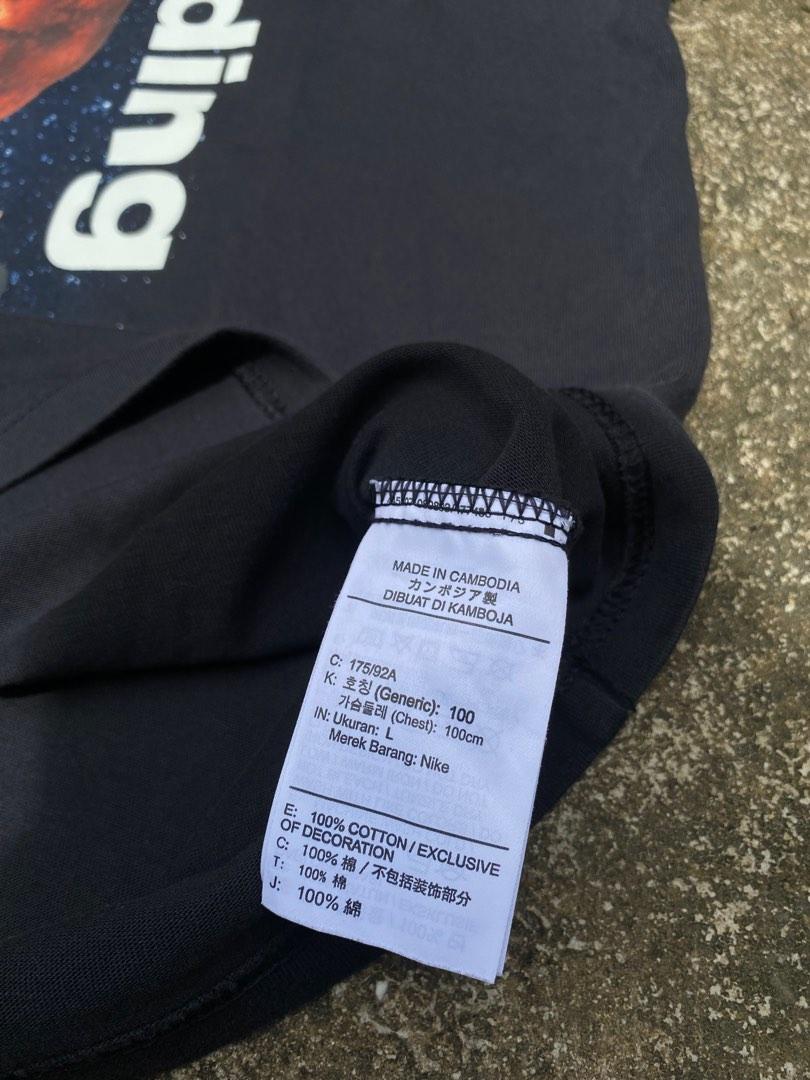 ding
MADE IN CAMBODIA
カンボジア製
DIBUAT DI KAMBOJA
C: 175/92A
K: 호칭 (Generic): 100
가슴둘레 (Chest): 100cm
IN: Ukuran: L
Merek Barang: Nike
E: 100% COTTON / EXCLUSIVE
OF DECORATION
C: 100% 棉 / 不包括装饰部分
T: 100% 棉
J: 100% 綿